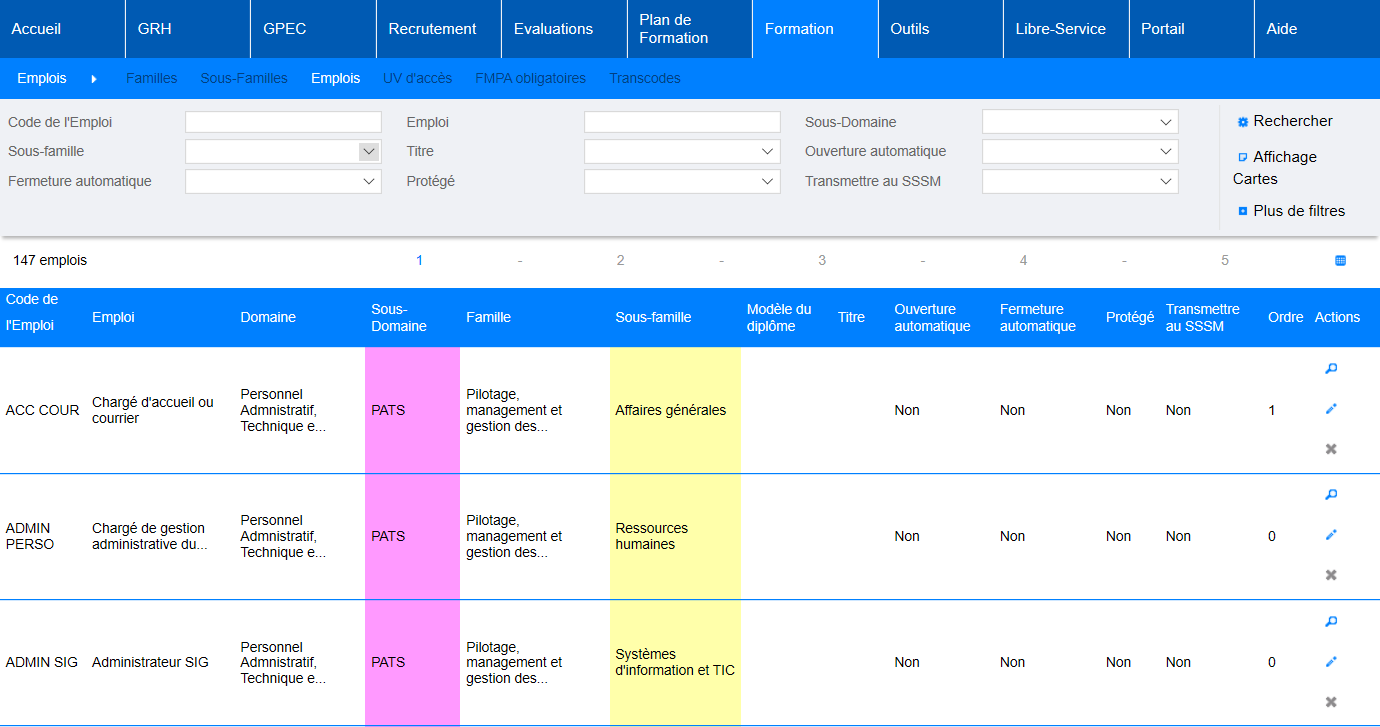 Accueil
GRH
GPEC
Recrutement
Evaluations
Plan de
Formation
Formation
Outils
Libre-Service
Portail
Aide
Emplois
Familles
Sous-Familles
Emplois
UV d'accès
FMPA obligatoires
Transcodes
Code de l'Emploi
Emploi
Sous-Domaine
Sous-famille
Titre
Ouverture automatique
Fermeture automatique
Protégé
Transmettre au SSSM
Rechercher
Affichage
Cartes
Plus de filtres
147 emplois
1 - 2 - 3 - 4 - 5
Code de
l'Emploi
Emploi
Domaine
Sous-
Domaine
Famille
Sous-famille
Modèle du
diplôme
Titre
Ouverture
automatique
Fermeture
automatique
Protégé
Transmettre
au SSSM
Ordre
Actions
ACC COUR
Chargé d'accueil ou
courrier
Personnel
Admnistratif,
Technique e...
PATS
Pilotage,
management et
gestion des...
Affaires générales
Non
Non
Non
Non
1
ADMIN
PERSO
Chargé de gestion
administrative du...
Personnel
Admnistratif,
Technique e...
PATS
Pilotage,
management et
gestion des...
Ressources
humaines
Non
Non
Non
Non
0
ADMIN SIG
Administrateur SIG
Personnel
Admnistratif,
Technique e...
PATS
Pilotage,
management et
gestion des...
Systèmes
d'information et TIC
Non
Non
Non
Non
0